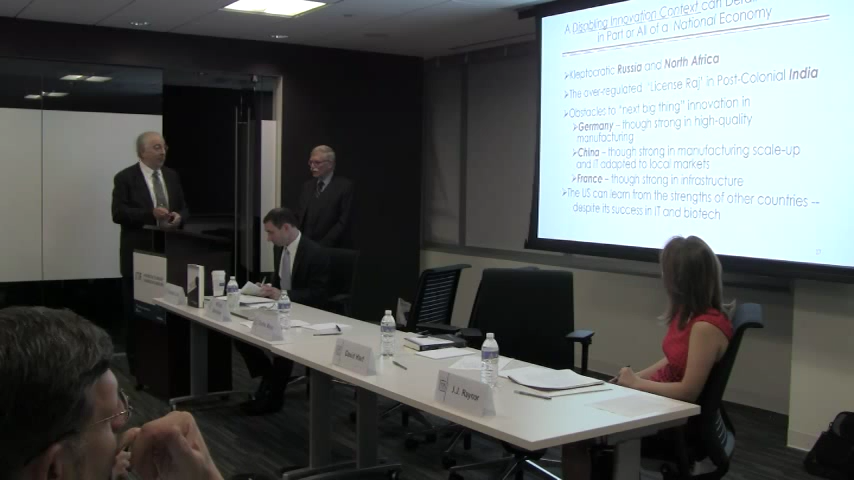 A Disabling Innovation Context can
in Part or All of a National Economy
➢Kleptocratic Russia and North Africa
➢The over-regulated "License Raj" in Post-Colonial India
➢Obstacles to "next big thing" innovation in
➢Germany – though strong in high-quality
manufacturing
➢China – though strong in manufacturing scale-up
and IT adapted to local markets
➢France – though strong in infrastructure
➢The US can learn from the strengths of other countries --
despite its success in IT and biotech
David Hart
J.J. Raynor